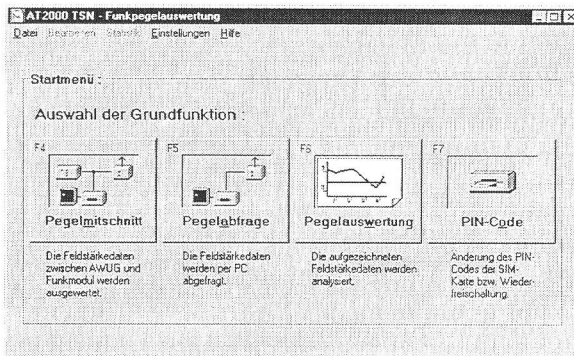 AT2000 TSN - Funkpegelauswertung
Datei Bearbeiten Statistik Einstellungen Hilfe
Startmenü :
Auswahl der Grundfunktion :
F4
F5
F6
F7
Pegelmitschnitt
Pegelabfrage
Pegelauswertung
PIN-Code
Die Feldstärkedaten
zwischen AWUG und
Funkmodul werden
ausgewertet.
Die Feldstärkedaten
werden per PC
abgefragt.
Die aufgezeichneten
Feldstärkedaten werden
analysiert.
Änderung des PIN-
Codes der SIM-
Karte bzw. Wieder-
freischaltung.